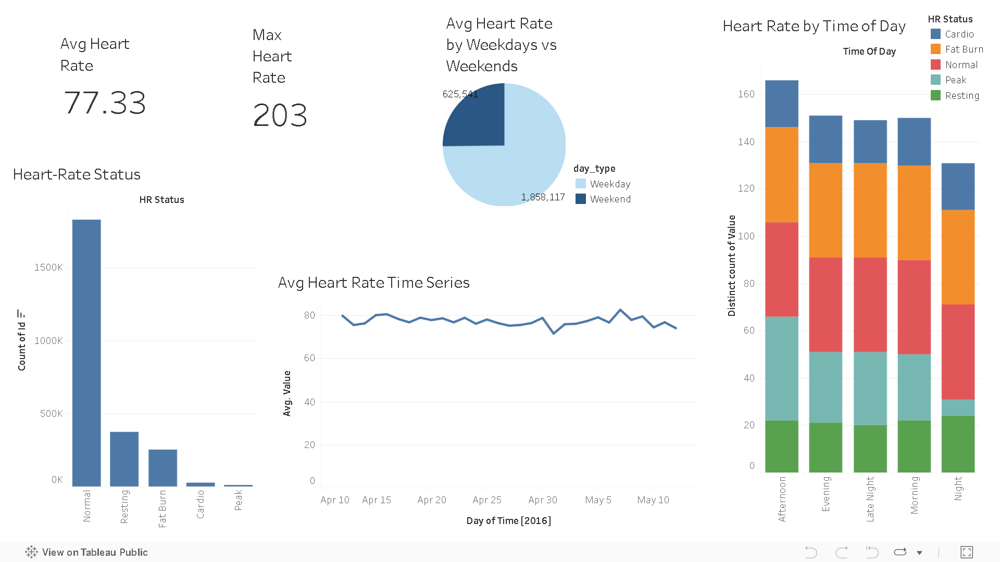 Avg Heart
Rate
77.33
Max
Heart
Rate
203
Avg Heart Rate
by Weekdays vs
Weekends
625,541
1,858,117
day_type
Weekday
Weekend
Heart Rate by Time of Day
HR Status
Cardio
Fat Burn
Normal
Peak
Resting
Time Of Day
Distinct count of Value
160
140
120
100
80
60
40
20
0
Afternoon
Evening
Late Night
Morning
Night
Heart-Rate Status
HR Status
Count of Id
1500K
1000K
500K
0K
Normal
Resting
Fat Burn
Cardio
Peak
Avg Heart Rate Time Series
Avg. Value
80
60
40
20
0
Apr 10 Apr 15 Apr 20 Apr 25 Apr 30 May 5 May 10
Day of Time [2016]
View on Tableau Public